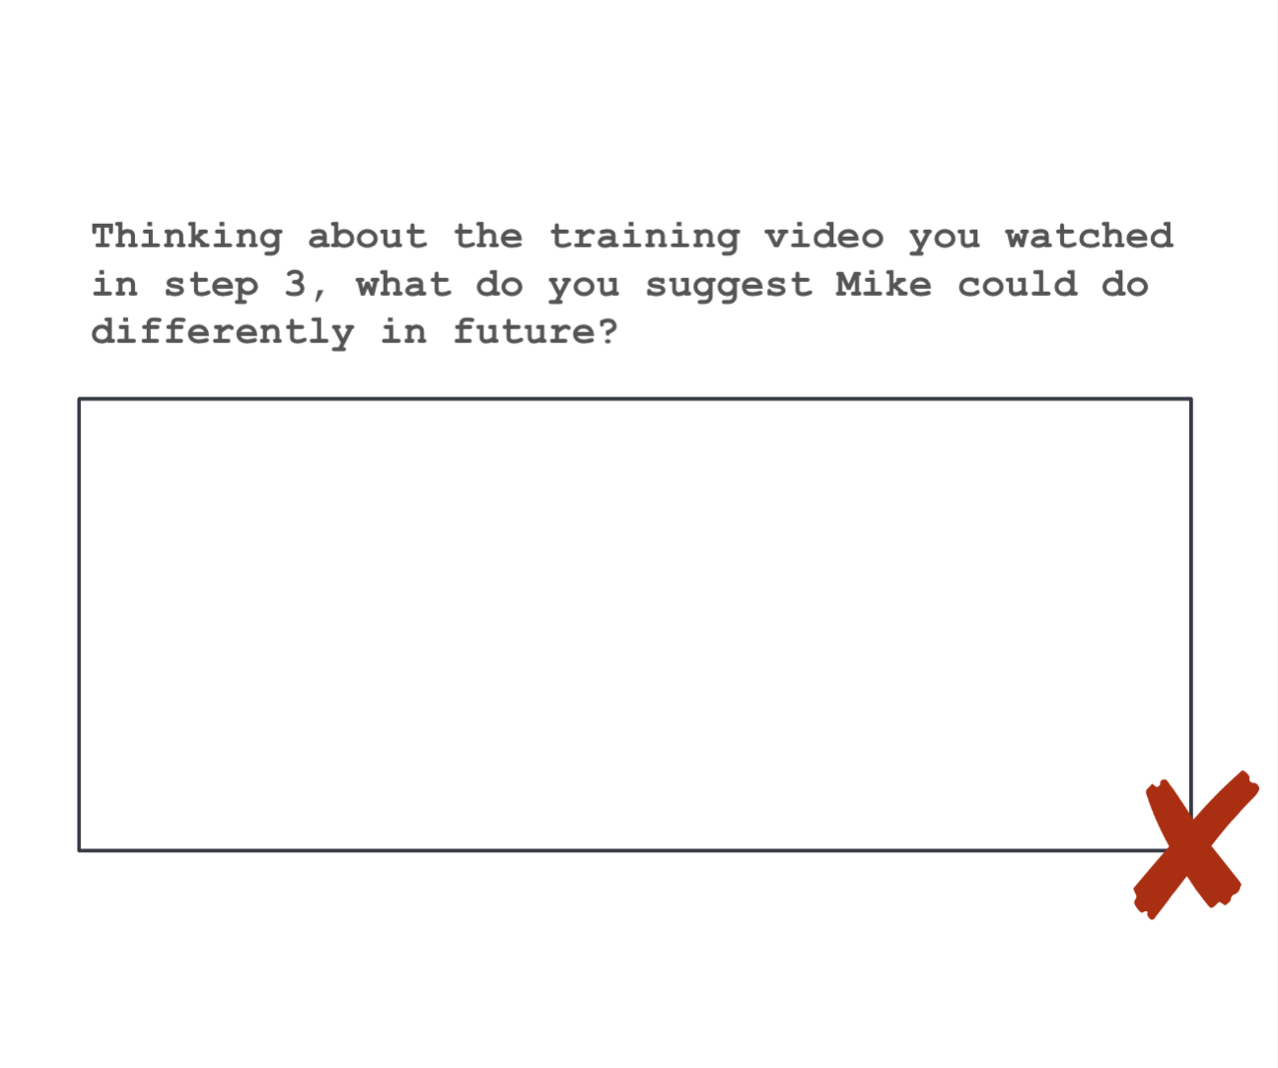 Thinking about the training video you watched
in step 3, what do you suggest Mike could do
differently in future?